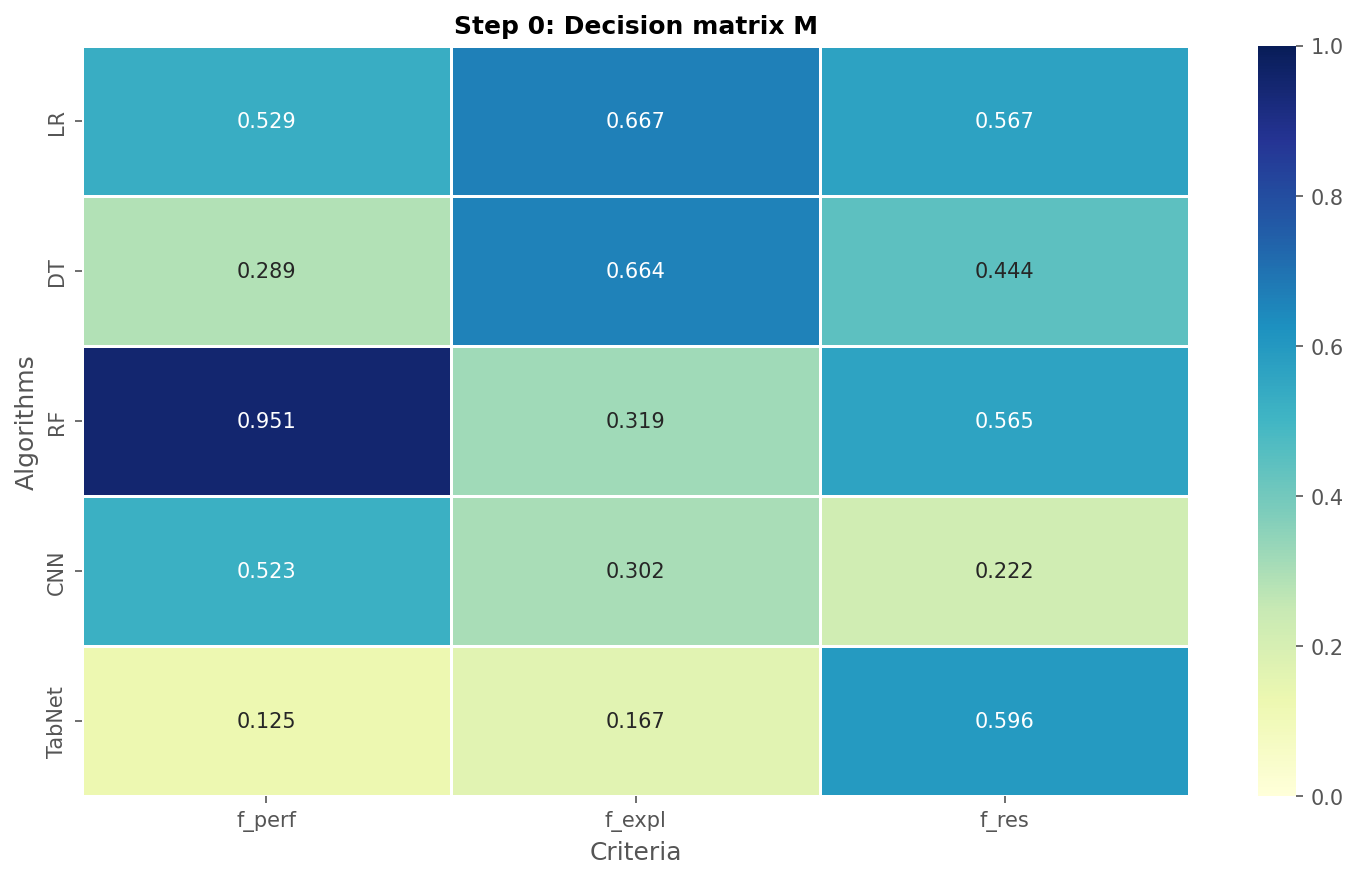 Step 0: Decision matrix M
Algorithms
LR 0.529 0.667 0.567
DT 0.289 0.664 0.444
RF 0.951 0.319 0.565
CNN 0.523 0.302 0.222
TabNet 0.125 0.167 0.596
f_perf f_expl f_res
Criteria
1.0
0.8
0.6
0.4
0.2
0.0